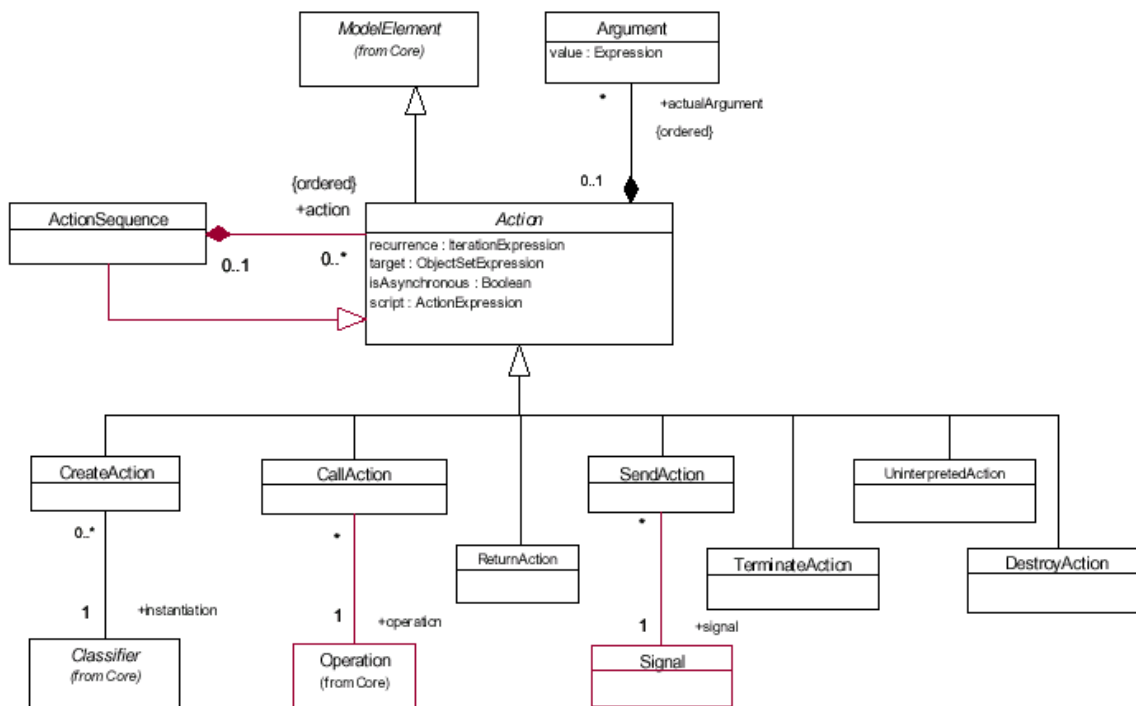 ModelElement
(from Core)
Argument
value : Expression
*
+actualArgument
{ordered}
0..1
{ordered}
+action
ActionSequence
0..1
0..*
Action
recurrence : IterationExpression
target : ObjectSetExpression
isAsynchronous : Boolean
script : ActionExpression
CreateAction
CallAction
SendAction
UninterpretedAction
0..*
*
*
ReturnAction
TerminateAction
DestroyAction
1
+instantiation
1
+operation
1
+signal
Classifier
(from Core)
Operation
(from Core)
Signal